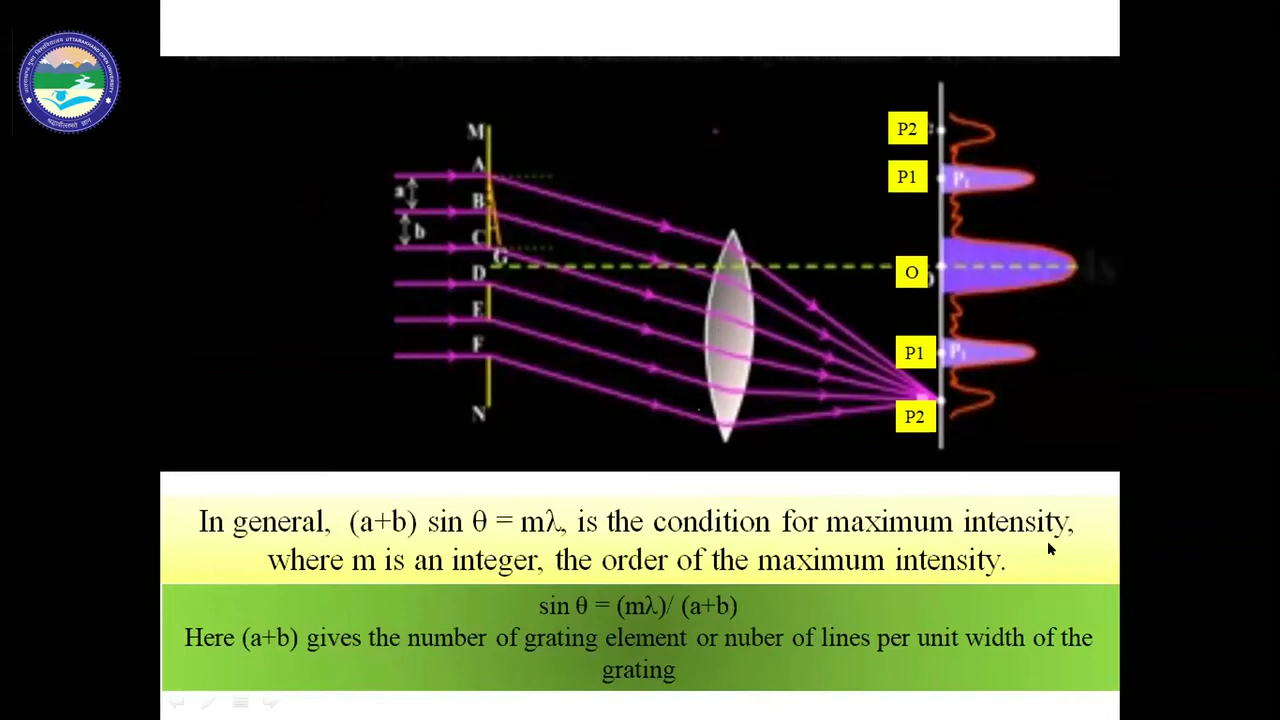 M
A
a
B
b
C
G
D
E
F
N
P2
P1
P₁
O
P1
P₁
P2
In general,  (a+b) sin θ = mλ, is the condition for maximum intensity,
where m is an integer, the order of the maximum intensity.
sin θ = (mλ)/ (a+b)
Here (a+b) gives the number of grating element or nuber of lines per unit width of the
grating